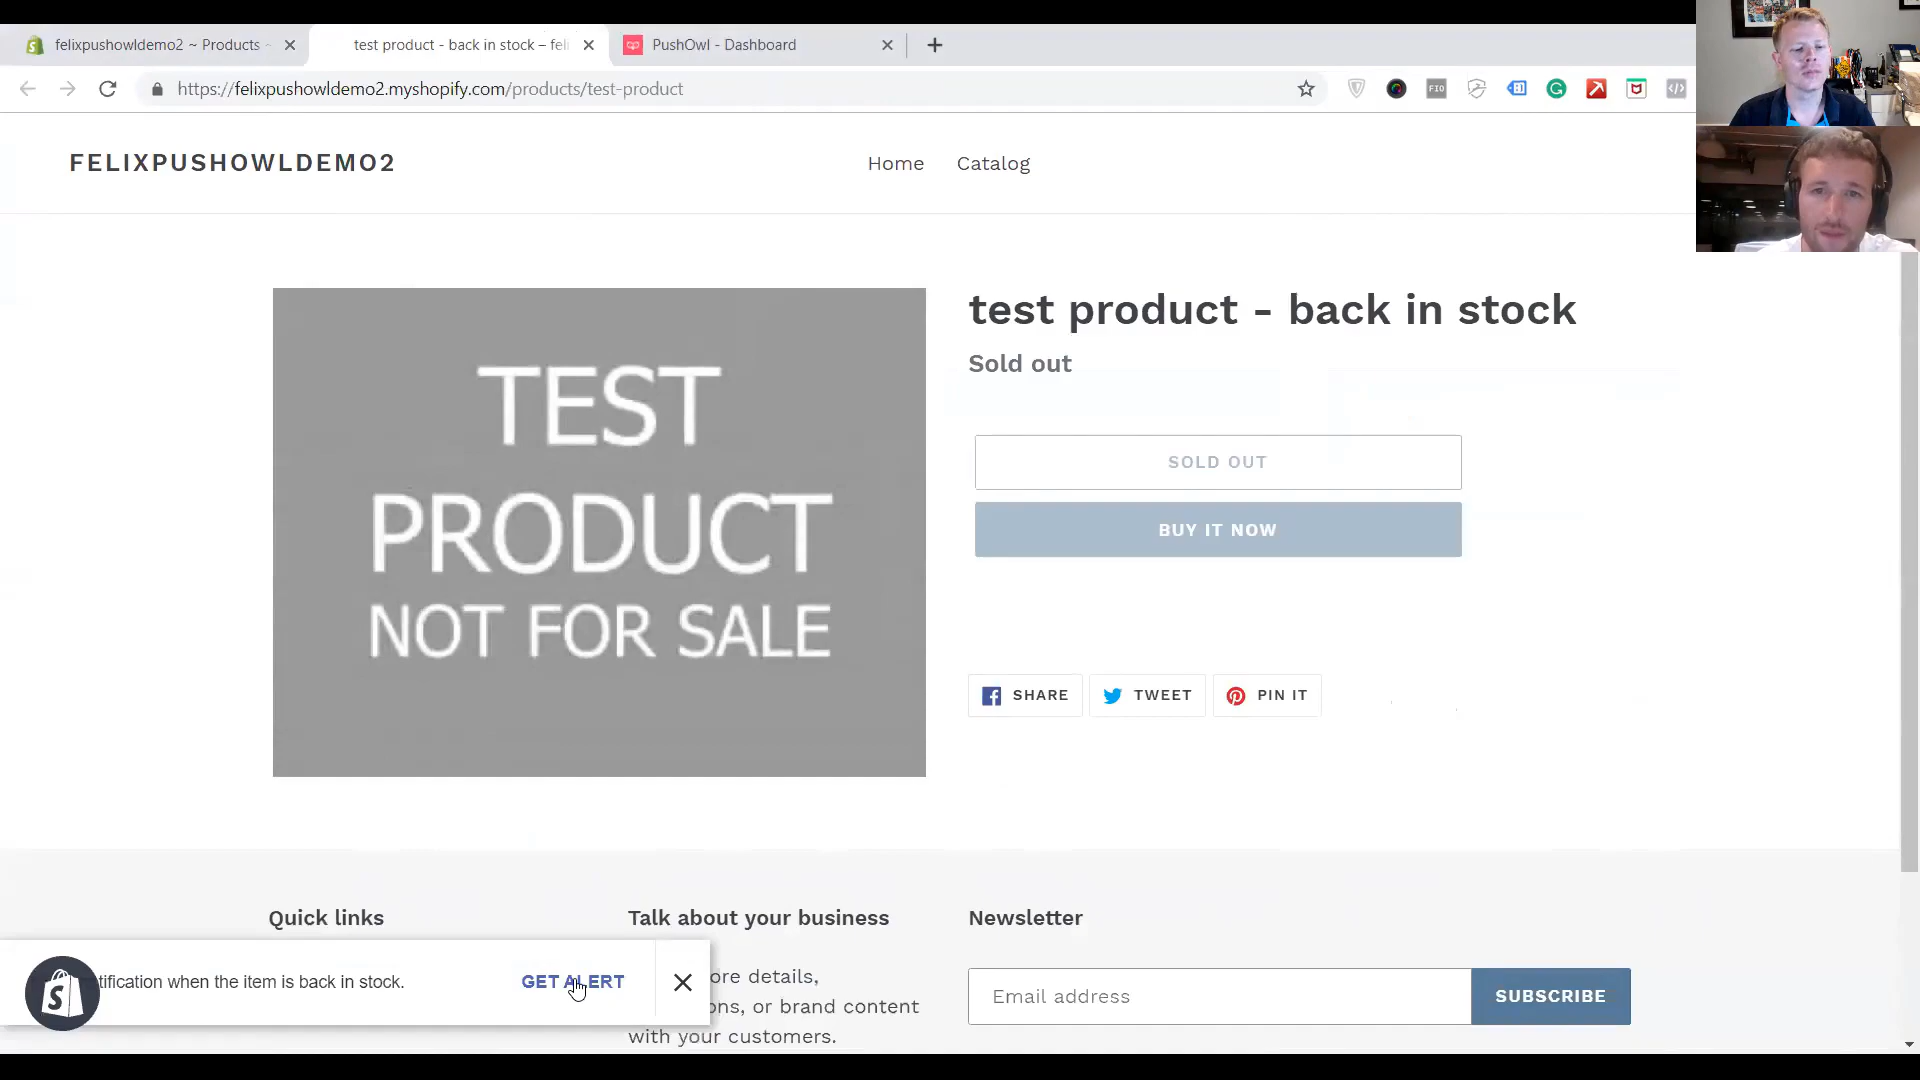 felixpushowldemo2 ~ Products
test product - back in stock – feli
PushOwl - Dashboard
https://felixpushowldemo2.myshopify.com/products/test-product
FIO
FELIXPUSHOWLDEMO2
Home
Catalog
TEST
PRODUCT
NOT FOR SALE
test product - back in stock
Sold out
SOLD OUT
BUY IT NOW
SHARE
TWEET
PIN IT
Quick links
Talk about your business
Newsletter
tification when the item is back in stock.
GET ALERT
ore details,
ons, or brand content
with your customers.
Email address
SUBSCRIBE